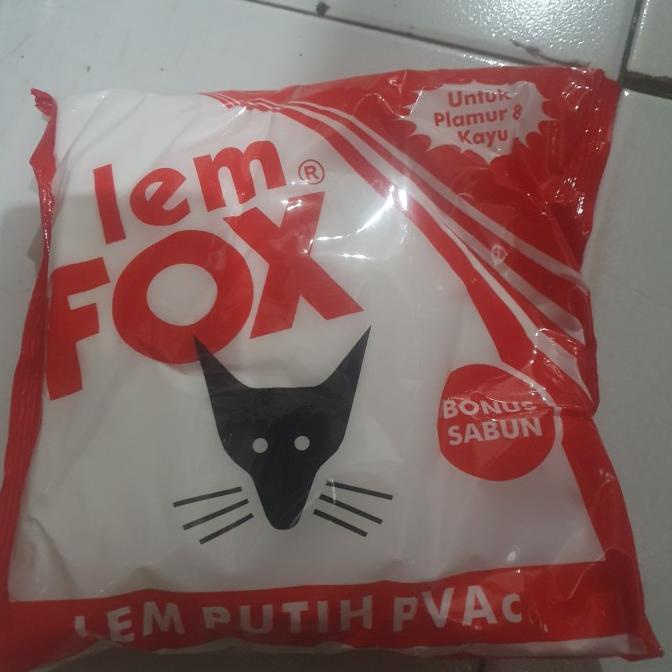 Untuk
Plamur &
Kayu
lem ®
FOX
BONUS
SABUN
LEM PUTIH PVAc